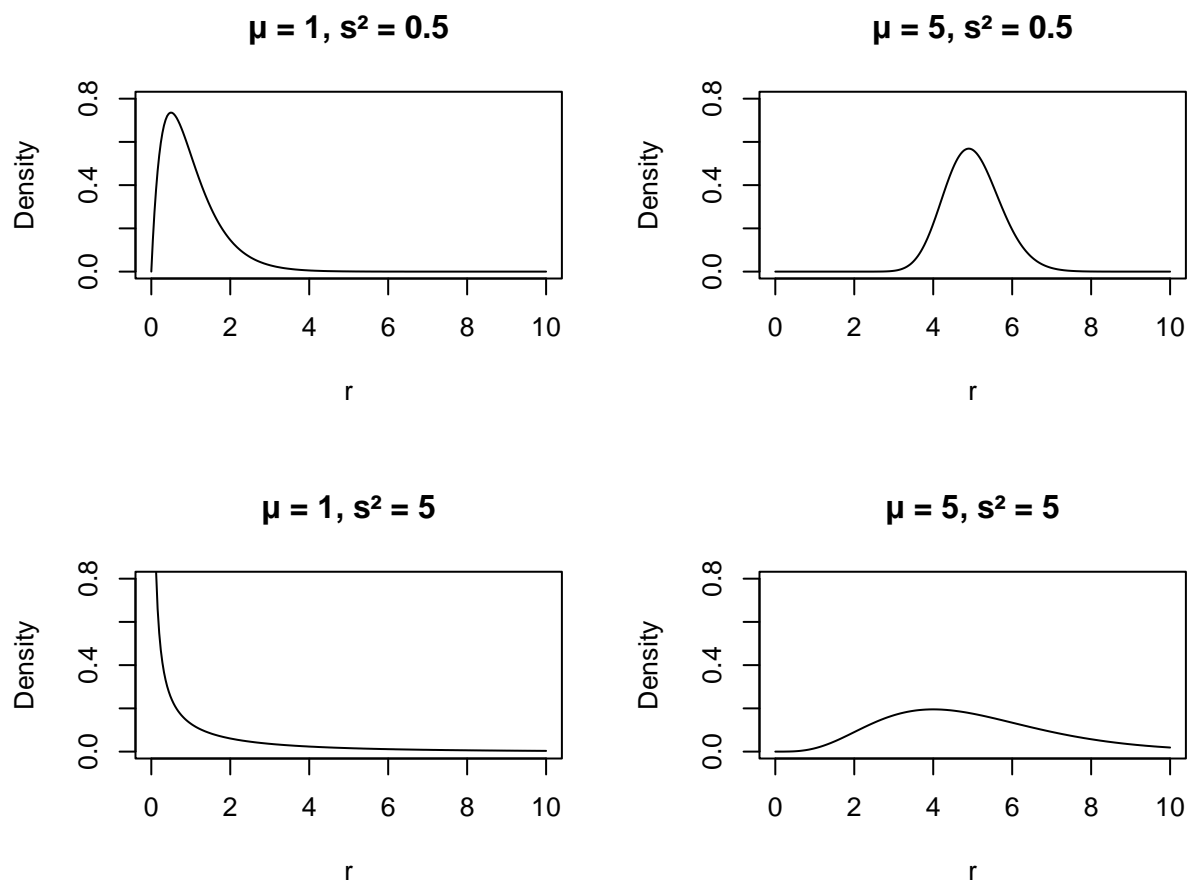 μ = 1, s² = 0.5
Density
0.0 0.4 0.8
0 2 4 6 8 10
r
μ = 5, s² = 0.5
Density
0.0 0.4 0.8
0 2 4 6 8 10
r
μ = 1, s² = 5
Density
0.0 0.4 0.8
0 2 4 6 8 10
r
μ = 5, s² = 5
Density
0.0 0.4 0.8
0 2 4 6 8 10
r